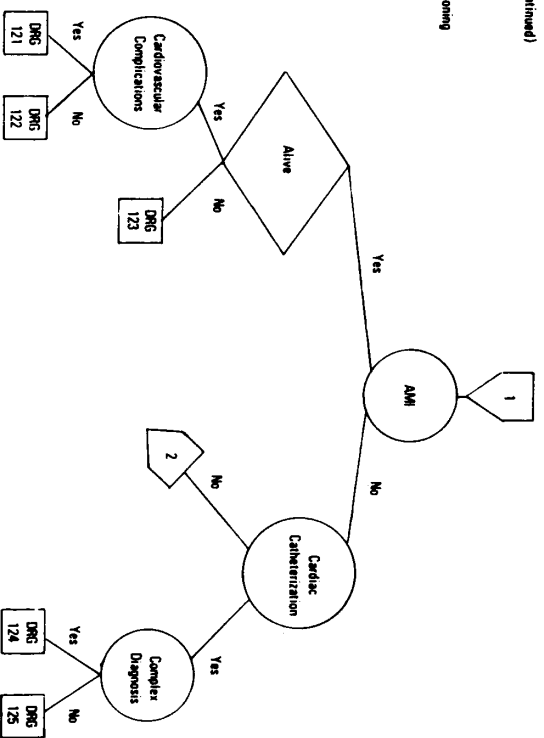 ntinued)
oning
1
AMI
Yes
No
Alive
Cardiac
Catheterization
Yes
No
No
Yes
2
Cardiovascular
Complications
DRG
123
Complex
Diagnosis
Yes
No
Yes
No
DRG
121
DRG
122
DRG
124
DRG
125